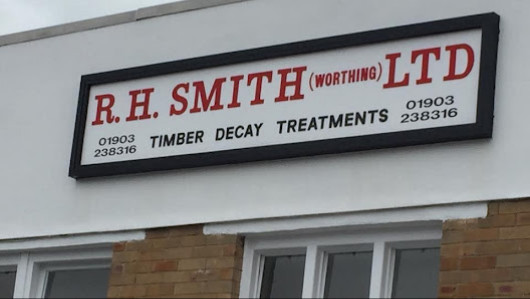 R. H. SMITH (WORTHING) LTD
01903 TIMBER DECAY TREATMENTS 01903
238316 238316